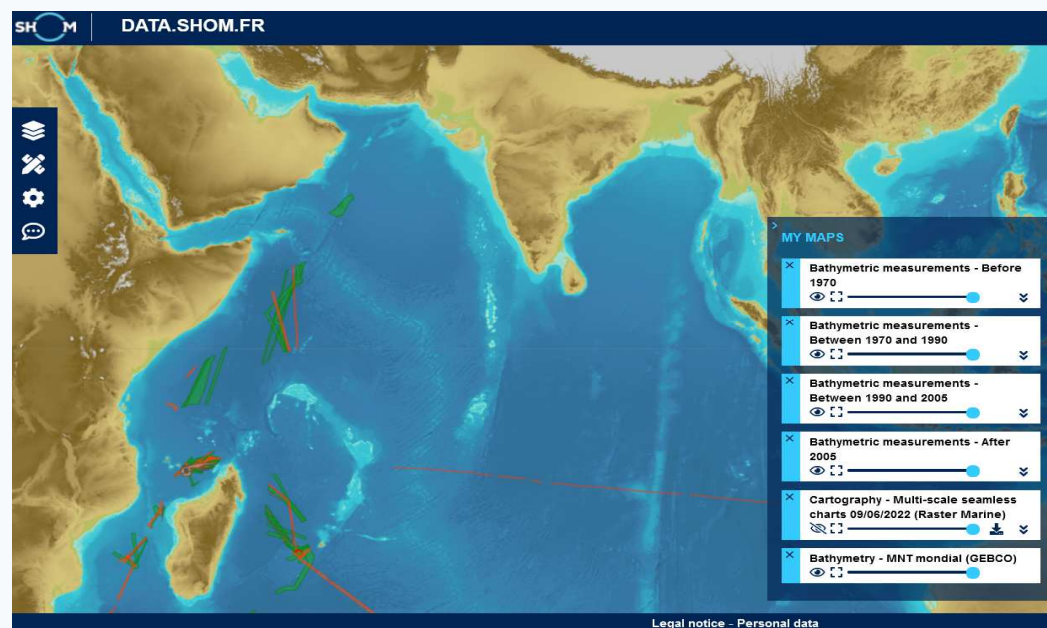 SHOM
DATA.SHOM.FR
MY MAPS
Bathymetric measurements - Before
1970
Bathymetric measurements -
Between 1970 and 1990
Bathymetric measurements -
Between 1990 and 2005
Bathymetric measurements - After
2005
Cartography - Multi-scale seamless
charts 09/06/2022 (Raster Marine)
Bathymetry - MNT mondial (GEBCO)
Legal notice - Personal data